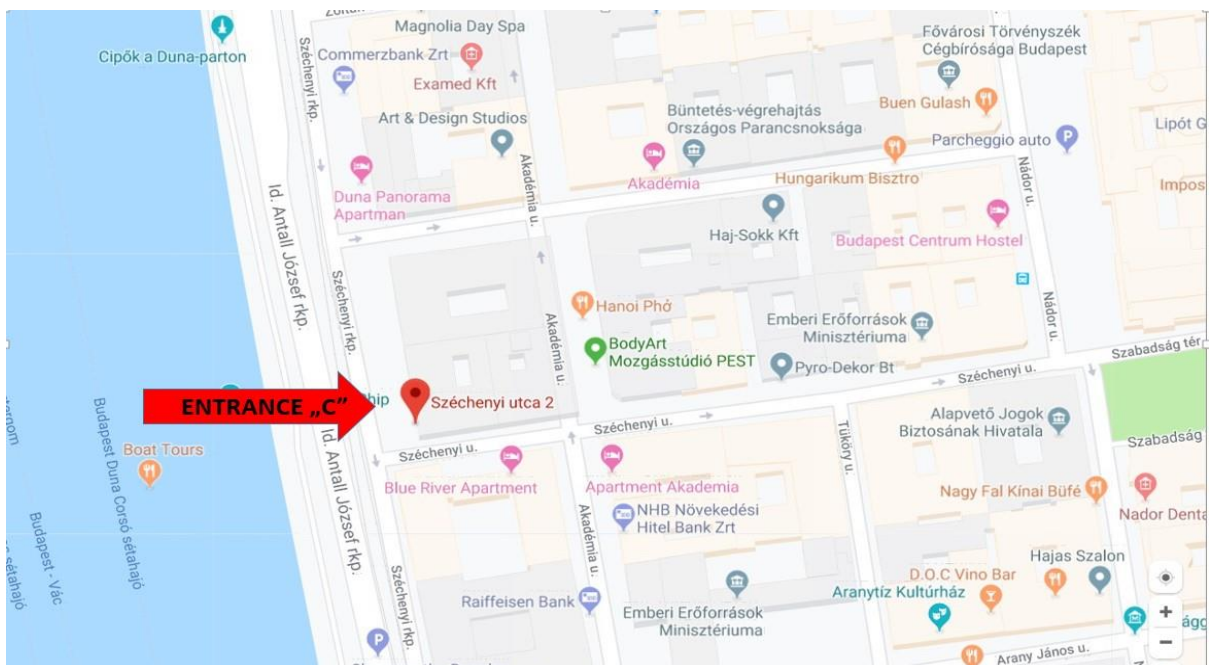 Cipők a Duna-parton
Magnolia Day Spa
Commerzbank Zrt
Examed Kft
Art & Design Studios
Fővárosi Törvényszék
Cégbírósága Budapest
Büntetés-végrehajtás
Országos Parancsnoksága
Buen Gulash
Parcheggio auto
Lipót G
Impos
Akadémia
Hungarikum Bisztro
Duna Panorama
Apartman
Széchenyi rkp.
Akadémia u.
Nádor u.
Id. Antall József rkp.
Haj-Sokk Kft
Budapest Centrum Hostel
Széchenyi rkp.
Akadémia u.
Hanoi Phở
BodyArt
Mozgásstúdió PEST
Emberi Erőforrások
Minisztériuma
Pyro-Dekor Bt
Nádor u.
Szabadság tér
Széchenyi u.
ENTRANCE „C”
hip
Széchenyi utca 2
Széchenyi u.
Széchenyi u.
Tüköry u.
Alapvető Jogok
Biztosának Hivatala
Szabadság
Boat Tours
Budapest Duna Corsó sétahajó
Budapest - Vác
sétahajó
Id. Antall József rkp.
Blue River Apartment
Apartment Akademia
NHB Növekedési
Hitel Bank Zrt
Akadémia u.
Nagy Fal Kínai Büfé
Nador Denta
Hajas Szalon
D.O.C Vino Bar
Aranytíz Kultúrház
Széchenyi rkp.
Raiffeisen Bank
Emberi Erőforrások
Minisztériuma
Arany János u.